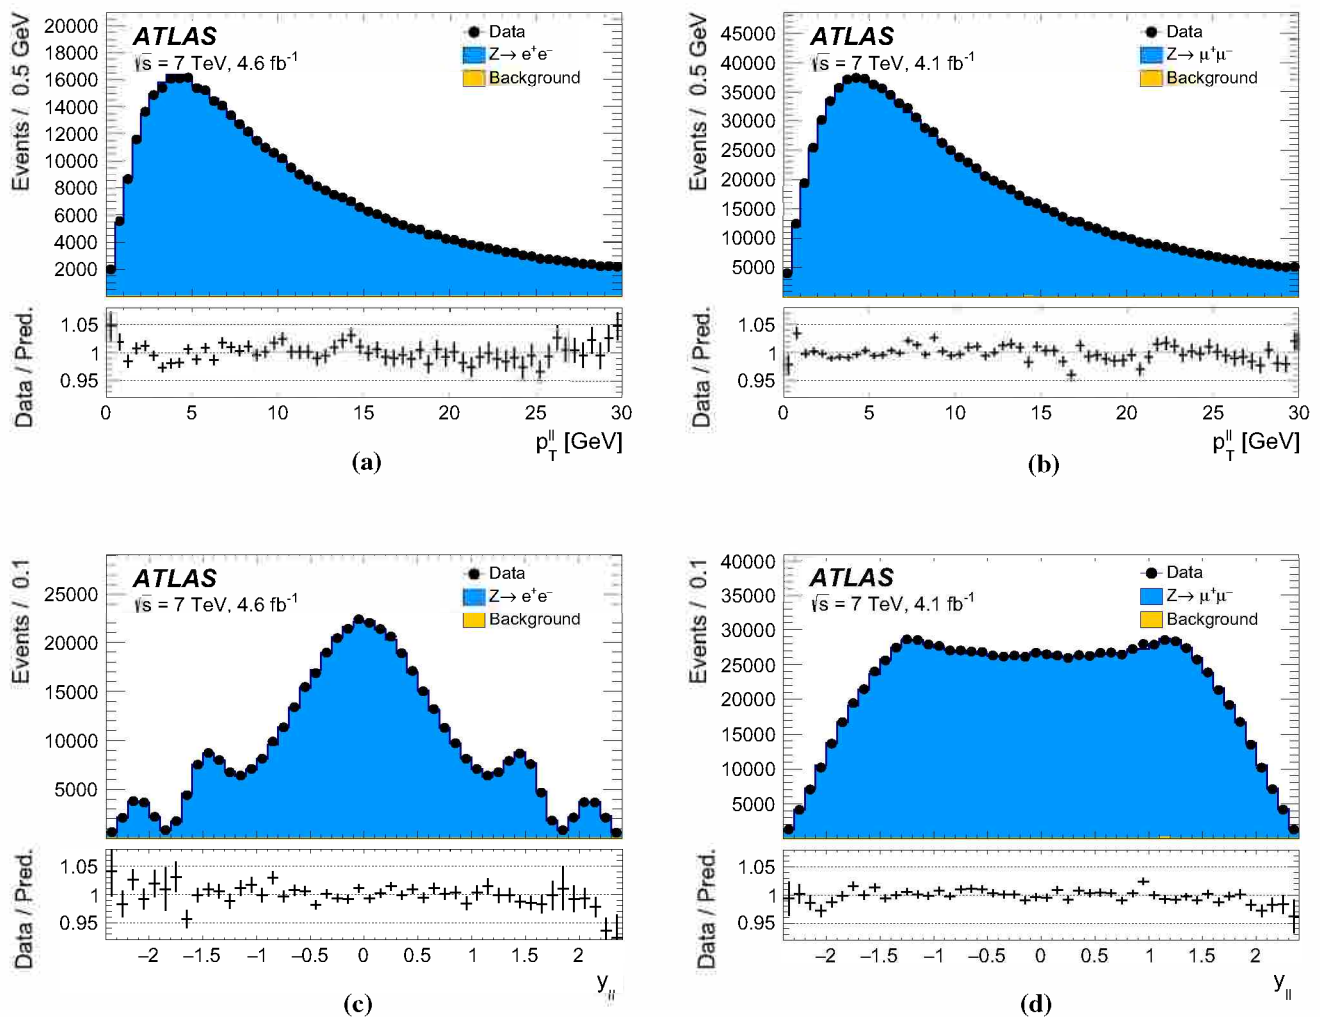 ATLAS
√s = 7 TeV, 4.6 fb⁻¹
Data
Z→ e⁺e⁻
Background
Events / 0.5 GeV
20000
18000
16000
14000
12000
10000
8000
6000
4000
2000
Data / Pred.
1.05
1
0.95
0 5 10 15 20 25 30
p_T^ll [GeV]
(a)
ATLAS
√s = 7 TeV, 4.1 fb⁻¹
Data
Z→ μ⁺μ⁻
Background
Events / 0.5 GeV
45000
40000
35000
30000
25000
20000
15000
10000
5000
Data / Pred.
1.05
1
0.95
0 5 10 15 20 25 30
p_T^ll [GeV]
(b)
ATLAS
√s = 7 TeV, 4.6 fb⁻¹
Data
Z→ e⁺e⁻
Background
Events / 0.1
25000
20000
15000
10000
5000
Data / Pred.
1.05
1
0.95
−2 −1.5 −1 −0.5 0 0.5 1 1.5 2
y_ll
(c)
ATLAS
√s = 7 TeV, 4.1 fb⁻¹
Data
Z→ μ⁺μ⁻
Background
Events / 0.1
40000
35000
30000
25000
20000
15000
10000
5000
Data / Pred.
1.05
1
0.95
−2 −1.5 −1 −0.5 0 0.5 1 1.5 2
y_ll
(d)